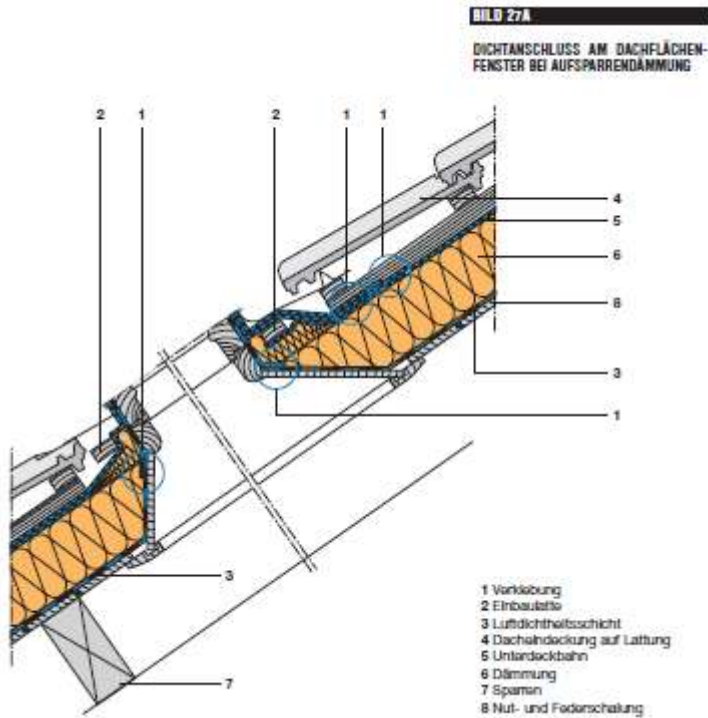 BILD 27A
DICHTANSCHLUSS AM DACHFLÄCHEN-
FENSTER BEI AUFSPARRENDÄMMUNG
2 1 2 1 1
4
5
6
8
3
1
3
7
1 Verklebung
2 Einbaulatte
3 Luftdichtheitsschicht
4 Dacheindeckung auf Lattung
5 Unterdeckbahn
6 Dämmung
7 Sparren
8 Nut- und Federschalung